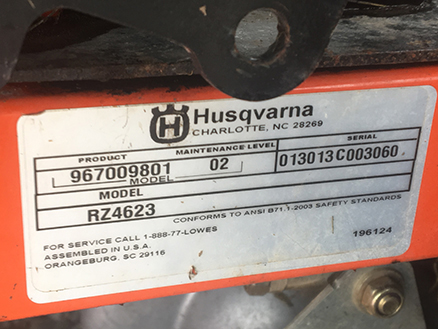 H Husqvarna
CHARLOTTE, NC 28269
PRODUCT MAINTENANCE LEVEL SERIAL
967009801 02 013013C003060
MODEL
MODEL
RZ4623 CONFORMS TO ANSI B71.1-2003 SAFETY STANDARDS
FOR SERVICE CALL 1-888-77-LOWES
ASSEMBLED IN U.S.A. 196124
ORANGEBURG, SC 29116